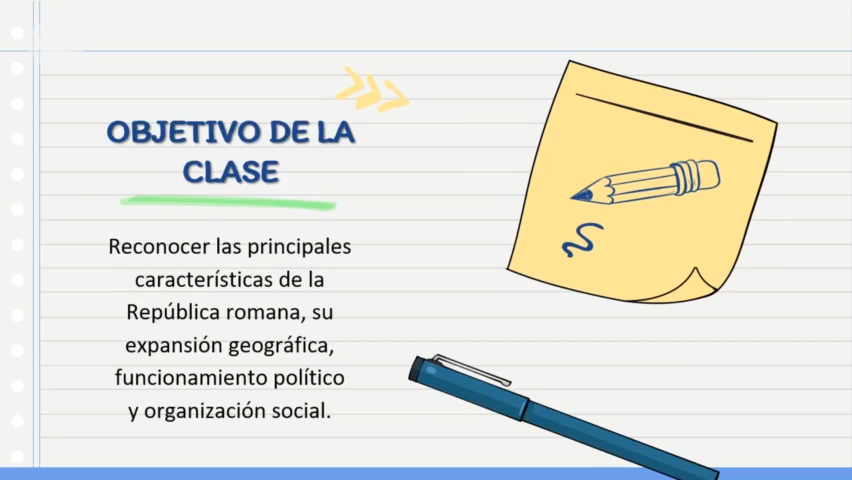 OBJETIVO DE LA
CLASE
Reconocer las principales
características de la
República romana, su
expansión geográfica,
funcionamiento político
y organización social.